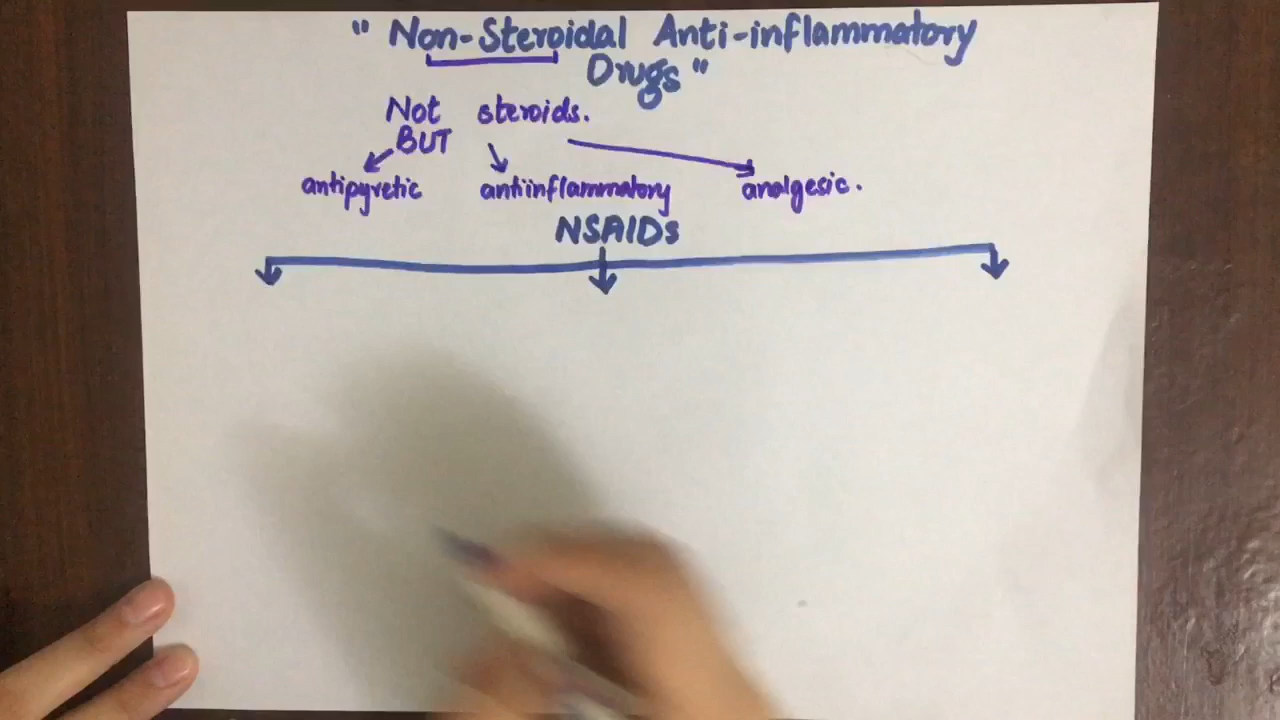 " Non-Steroidal Anti-inflammatory
Drugs "
Not steroids.
BUT
antipyretic antiinflammatory analgesic.
NSAIDs